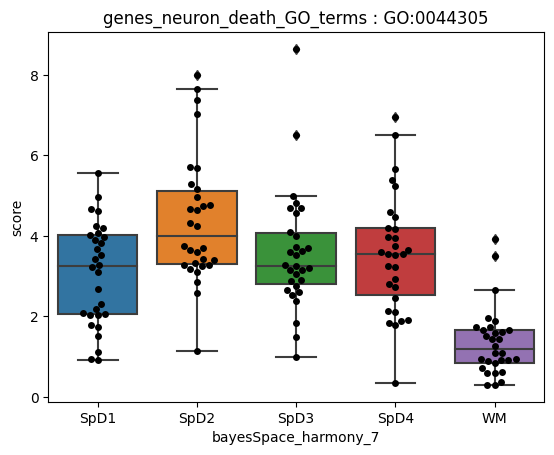 genes_neuron_death_GO_terms : GO:0044305
score
8
6
4
2
0
SpD1 SpD2 SpD3 SpD4 WM
bayesSpace_harmony_7